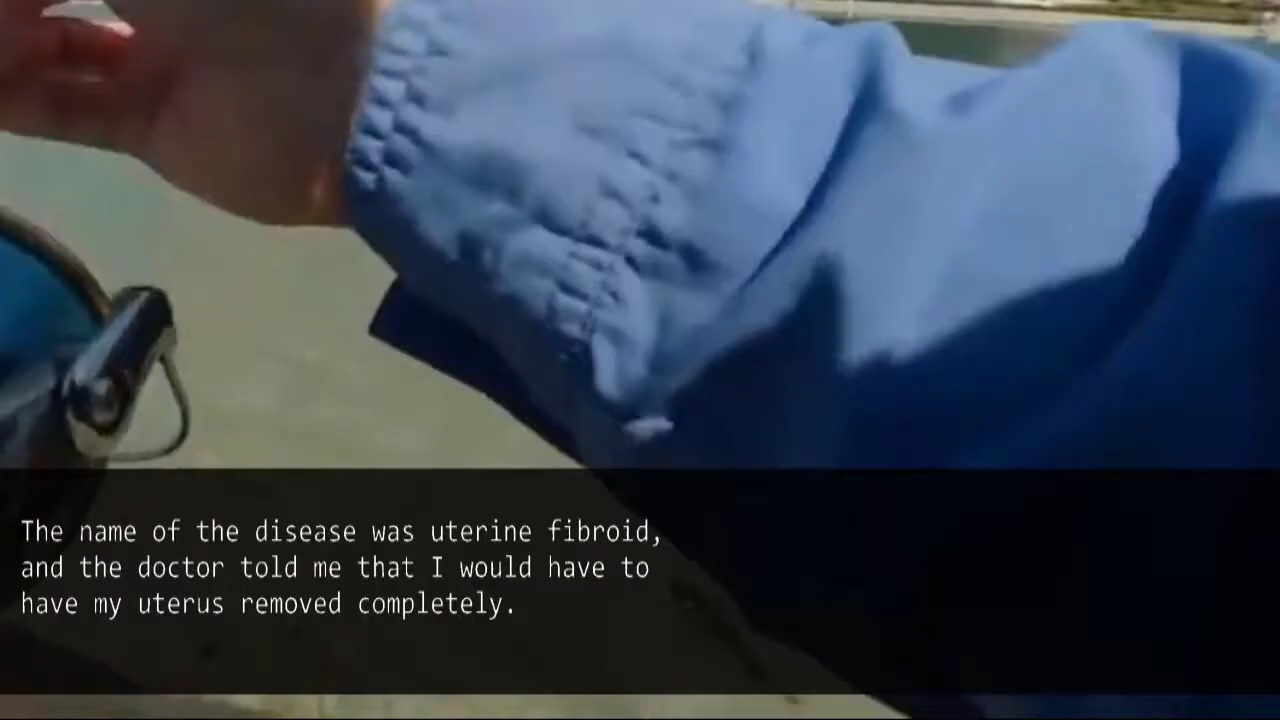 The name of the disease was uterine fibroid,
and the doctor told me that I would have to
have my uterus removed completely.